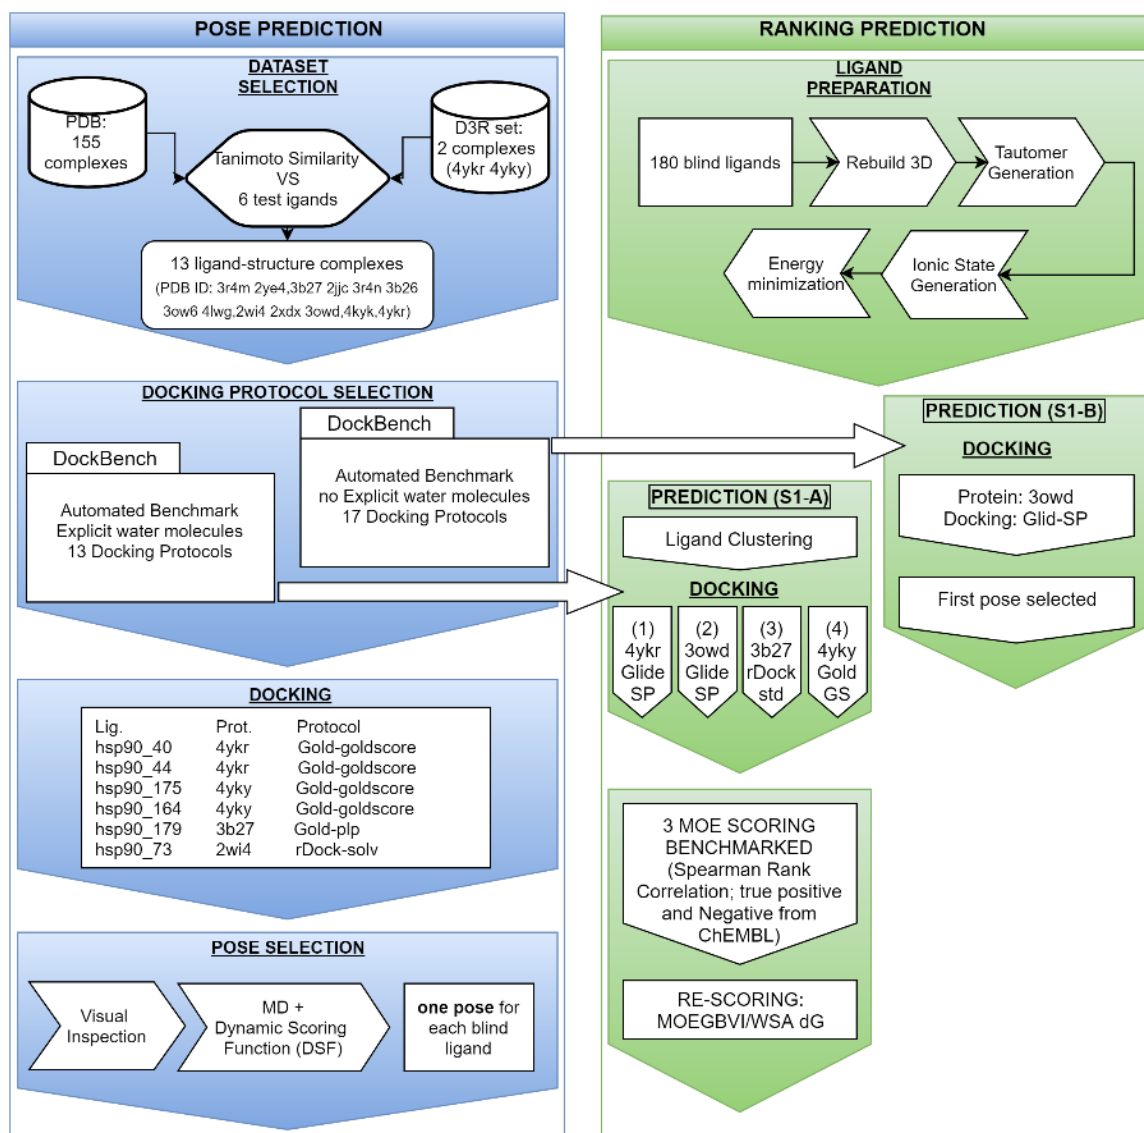 POSE PREDICTION
DATASET
SELECTION
PDB:
155
complexes
Tanimoto Similarity
VS
6 test igands
D3R set:
2 complexes
(4ykr 4yky)
13 ligand-structure complexes
(PDB ID: 3r4m 2ye4,3b27 2jjc 3r4n 3b26
3ow6 4lwg,2wi4 2xdx 3owd,4kyk,4ykr)
DOCKING PROTOCOL SELECTION
DockBench
Automated Benchmark
Explicit water molecules
13 Docking Protocols
DockBench
Automated Benchmark
no Explicit water molecules
17 Docking Protocols
DOCKING
Lig. Prot. Protocol
hsp90_40 4ykr Gold-goldscore
hsp90_44 4ykr Gold-goldscore
hsp90_175 4yky Gold-goldscore
hsp90_164 4yky Gold-goldscore
hsp90_179 3b27 Gold-plp
hsp90_73 2wi4 rDock-solv
POSE SELECTION
Visual
Inspection
MD +
Dynamic Scoring
Function (DSF)
one pose for
each blind
ligand
RANKING PREDICTION
LIGAND
PREPARATION
180 blind ligands
Rebuild 3D
Tautomer
Generation
Ionic State
Generation
Energy
minimization
PREDICTION (S1-A)
Ligand Clustering
DOCKING
(1)
4ykr
Glide
SP
(2)
3owd
Glide
SP
(3)
3b27
rDock
std
(4)
4yky
Gold
GS
PREDICTION (S1-B)
DOCKING
Protein: 3owd
Docking: Glid-SP
First pose selected
3 MOE SCORING
BENCHMARKED
(Spearman Rank
Correlation; true positive
and Negative from
ChEMBL)
RE-SCORING:
MOEGBVI/WSA dG